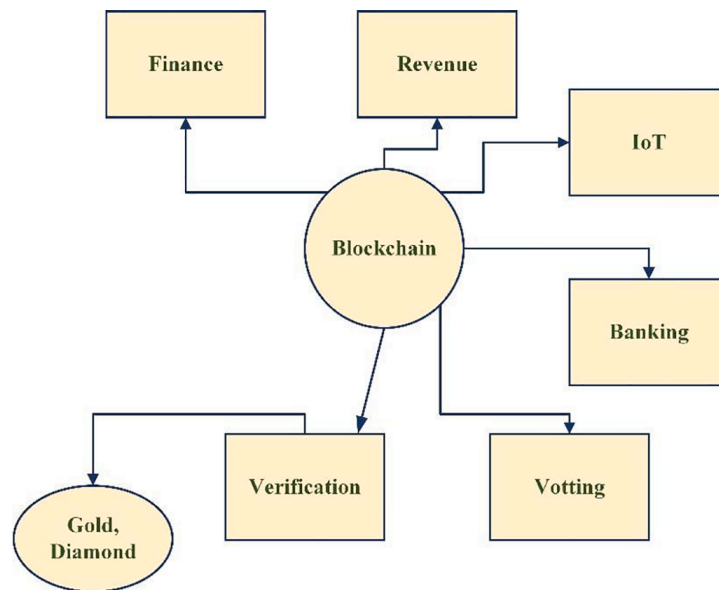 Finance
Revenue
IoT
Blockchain
Banking
Verification
Votting
Gold,
Diamond